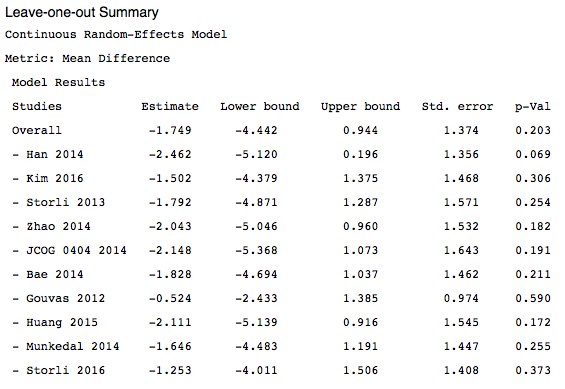 Leave-one-out Summary
Continuous Random-Effects Model
Metric: Mean Difference
Model Results
Studies Estimate Lower bound Upper bound Std. error p-Val
Overall -1.749 -4.442 0.944 1.374 0.203
- Han 2014 -2.462 -5.120 0.196 1.356 0.069
- Kim 2016 -1.502 -4.379 1.375 1.468 0.306
- Storli 2013 -1.792 -4.871 1.287 1.571 0.254
- Zhao 2014 -2.043 -5.046 0.960 1.532 0.182
- JCOG 0404 2014 -2.148 -5.368 1.073 1.643 0.191
- Bae 2014 -1.828 -4.694 1.037 1.462 0.211
- Gouvas 2012 -0.524 -2.433 1.385 0.974 0.590
- Huang 2015 -2.111 -5.139 0.916 1.545 0.172
- Munkedal 2014 -1.646 -4.483 1.191 1.447 0.255
- Storli 2016 -1.253 -4.011 1.506 1.408 0.373